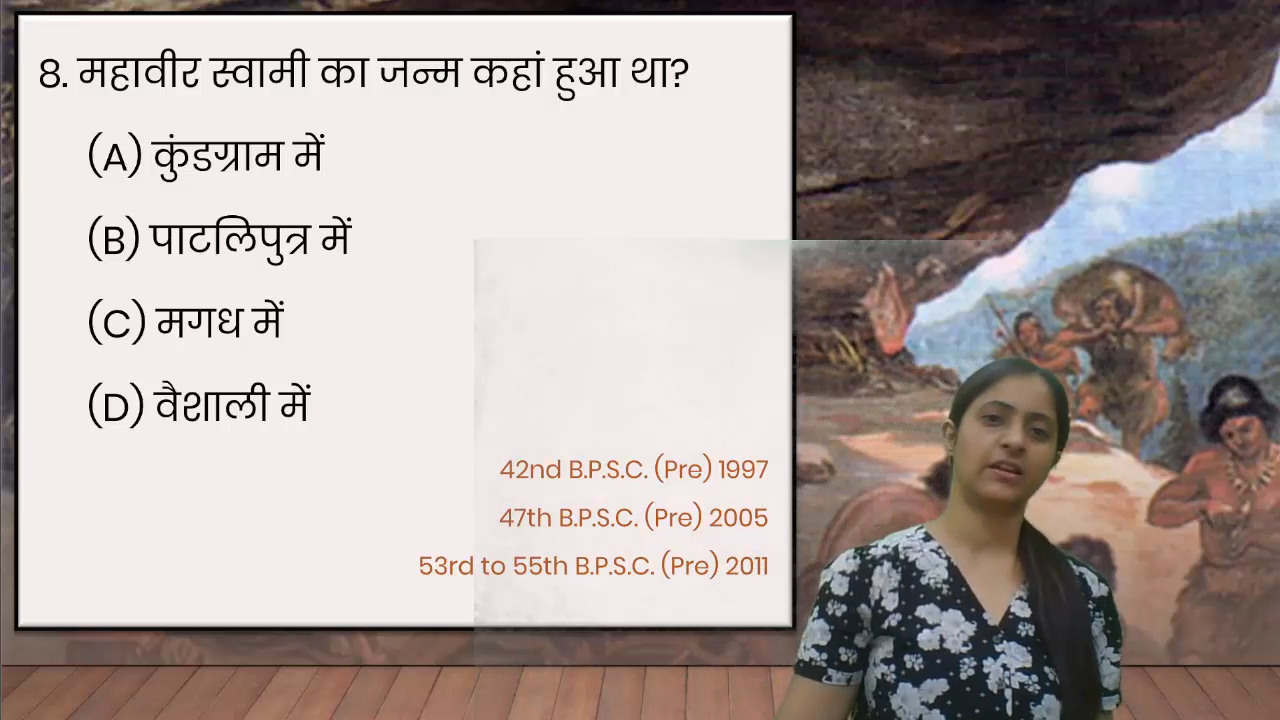 8. महावीर स्वामी का जन्म कहां हुआ था?
(A) कुंडग्राम में
(B) पाटलिपुत्र में
(C) मगध में
(D) वैशाली में
42nd B.P.S.C. (Pre) 1997
47th B.P.S.C. (Pre) 2005
53rd to 55th B.P.S.C. (Pre) 2011